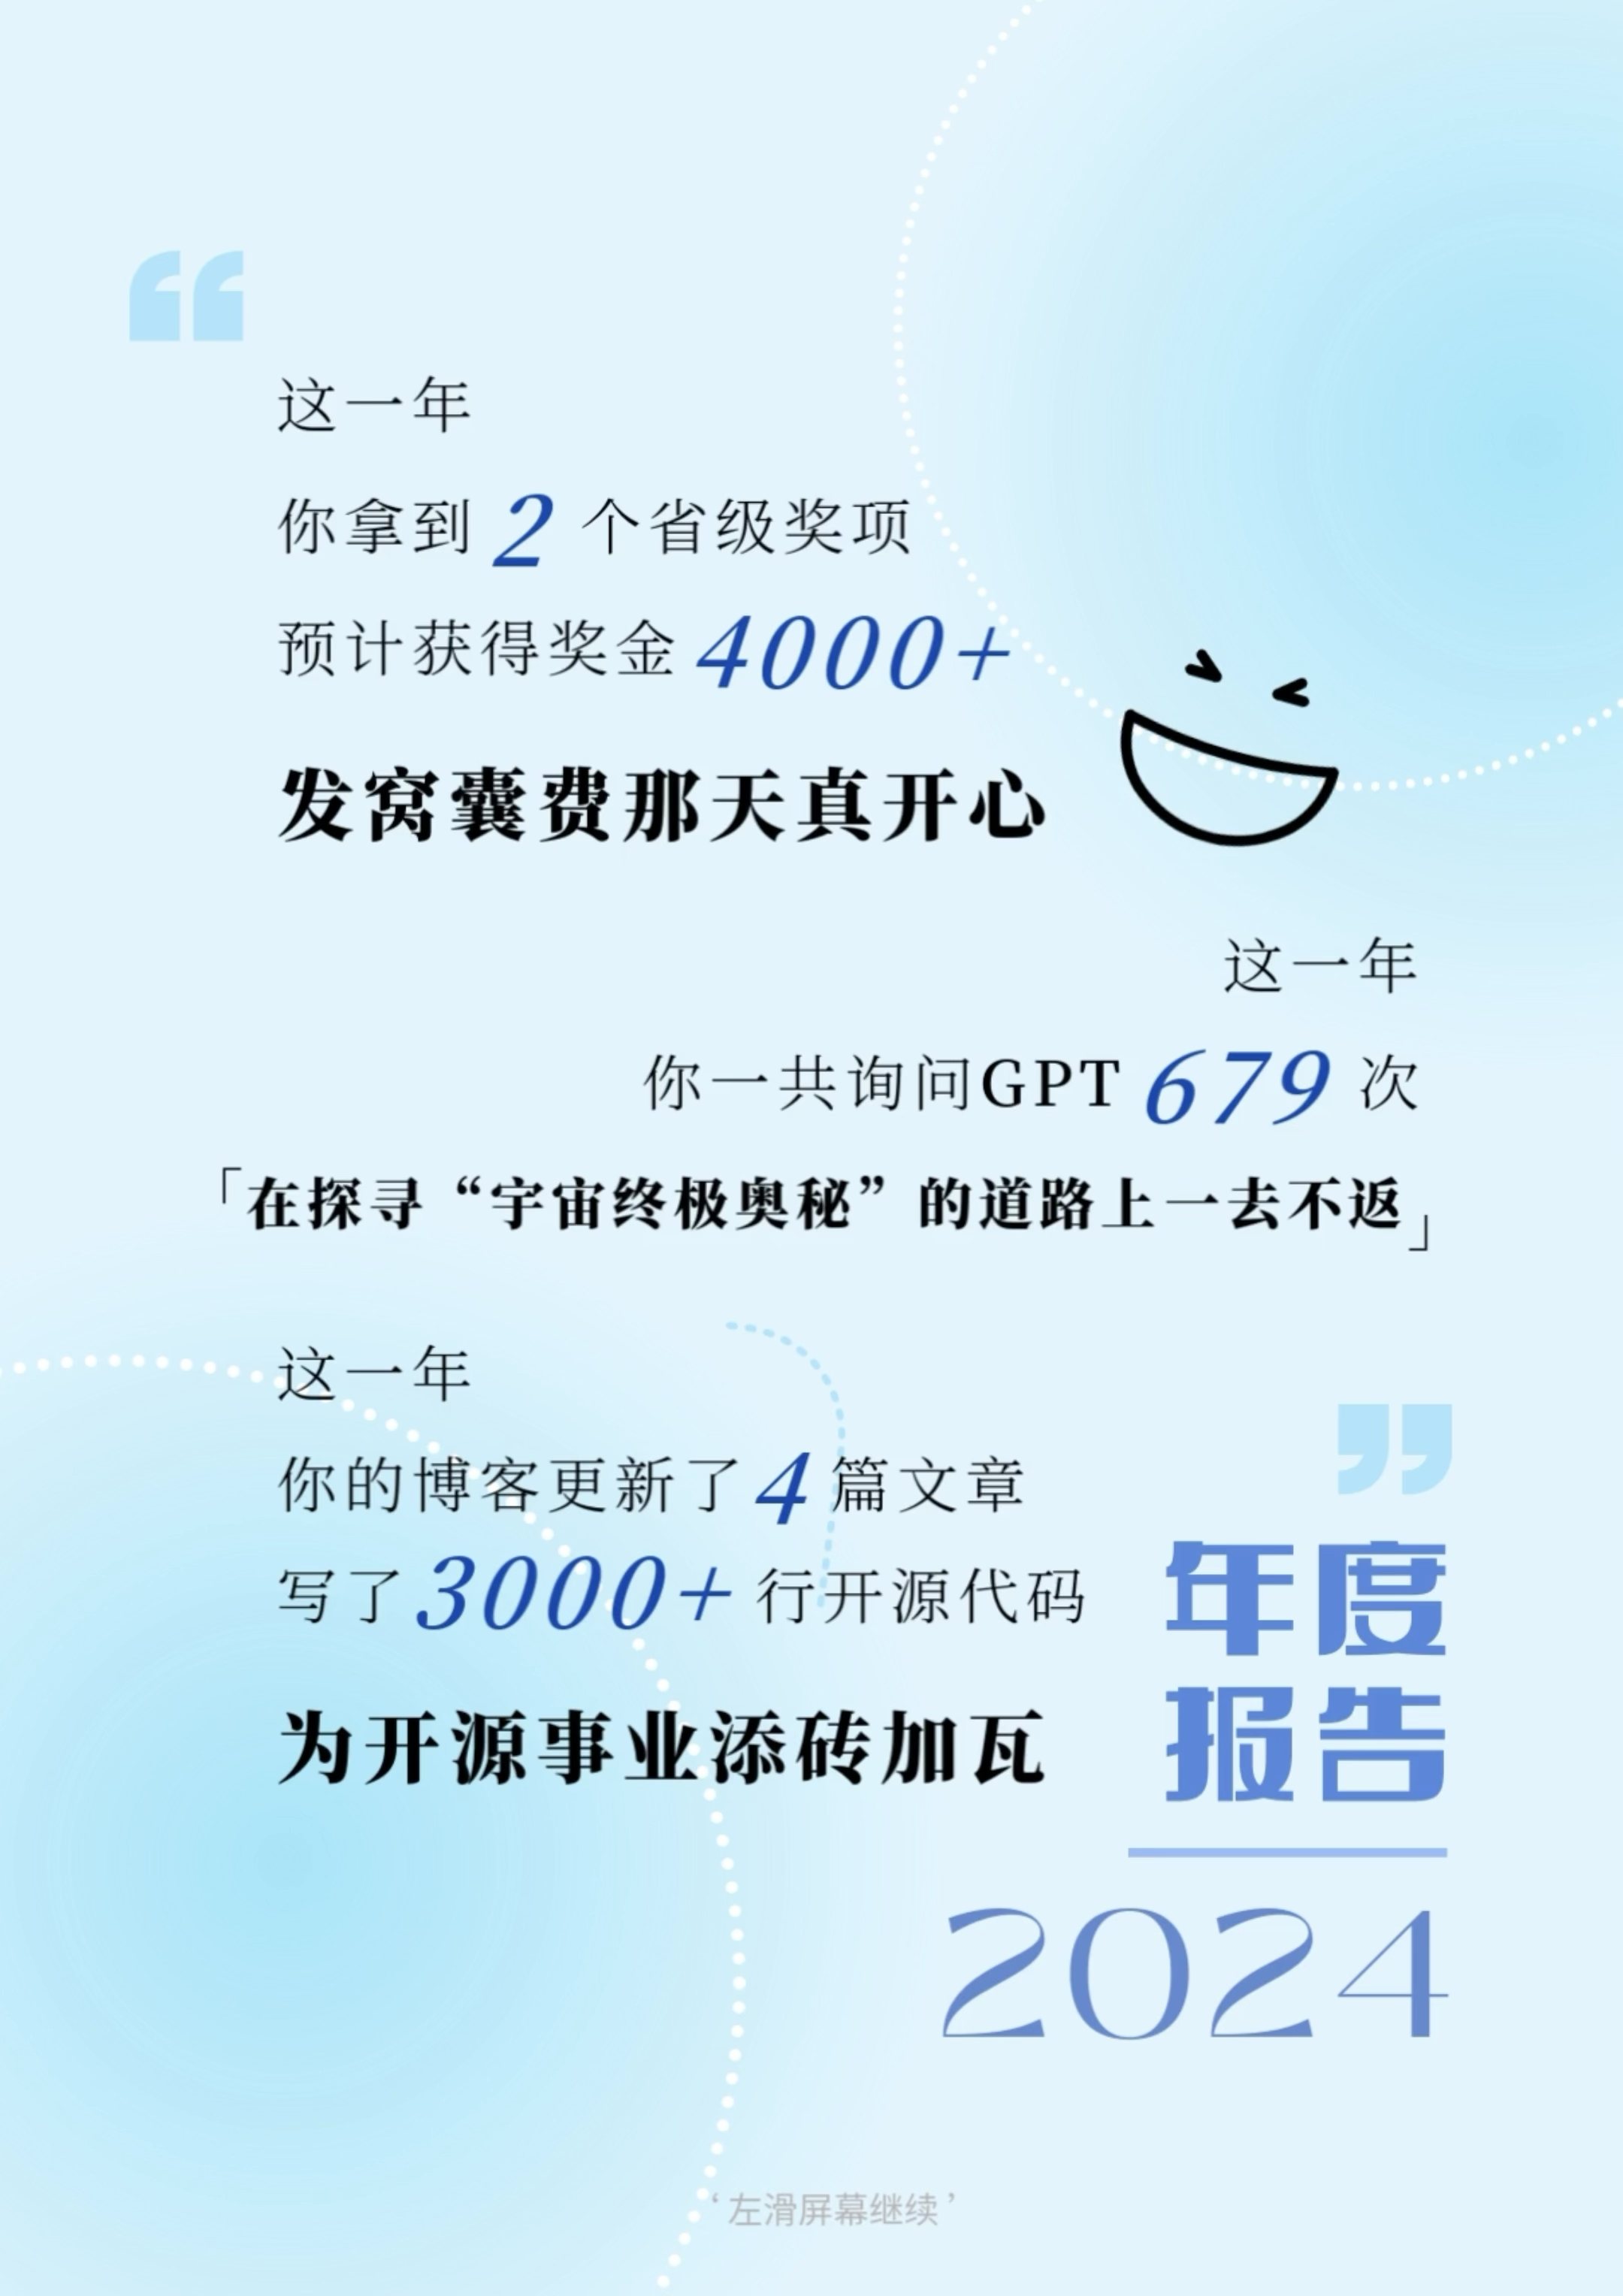 这一年
你拿到 2 个省级奖项
预计获得奖金 4000+
发窝囊费那天真开心
这一年
你一共询问GPT 679 次
「在探寻“宇宙终极奥秘”的道路上一去不返」
这一年
你的博客更新了 4 篇文章
写了 3000+ 行开源代码
为开源事业添砖加瓦
年度
报告
2024
‘ 左滑屏幕继续 ’